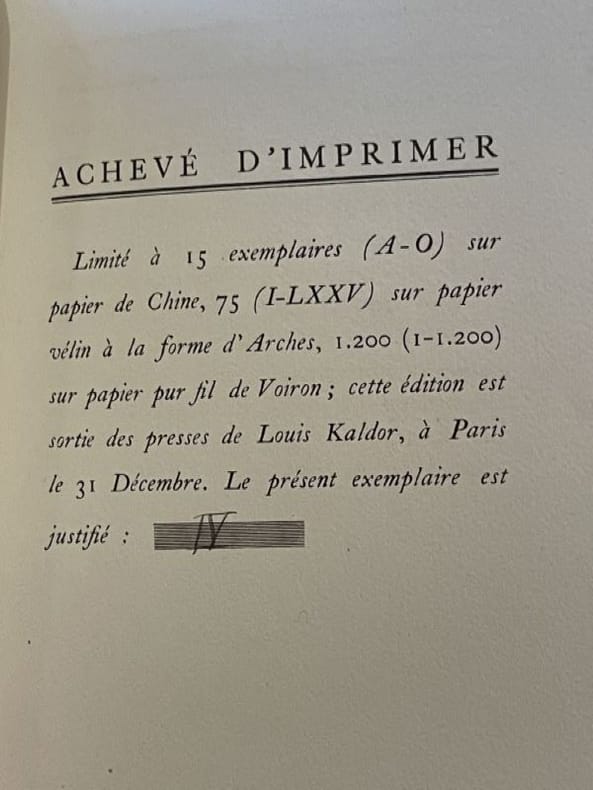 ACHEVÉ D'IMPRIMER
Limité à 15 exemplaires (A-O) sur
papier de Chine, 75 (I-LXXV) sur papier
vélin à la forme d'Arches, 1.200 (1-1.200)
sur papier pur fil de Voiron ; cette édition est
sortie des presses de Louis Kaldor, à Paris
le 31 Décembre. Le présent exemplaire est
justifié : IV